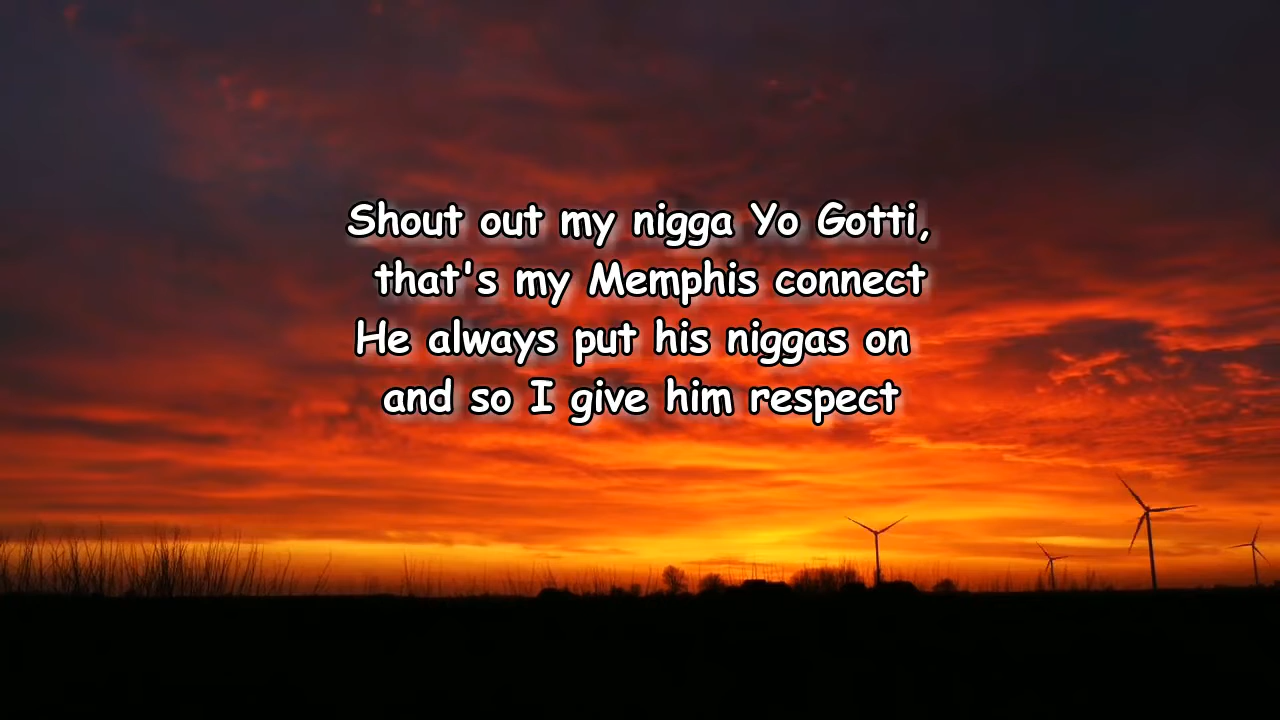 Shout out my nigga Yo Gotti,
that's my Memphis connect
He always put his niggas on
and so I give him respect